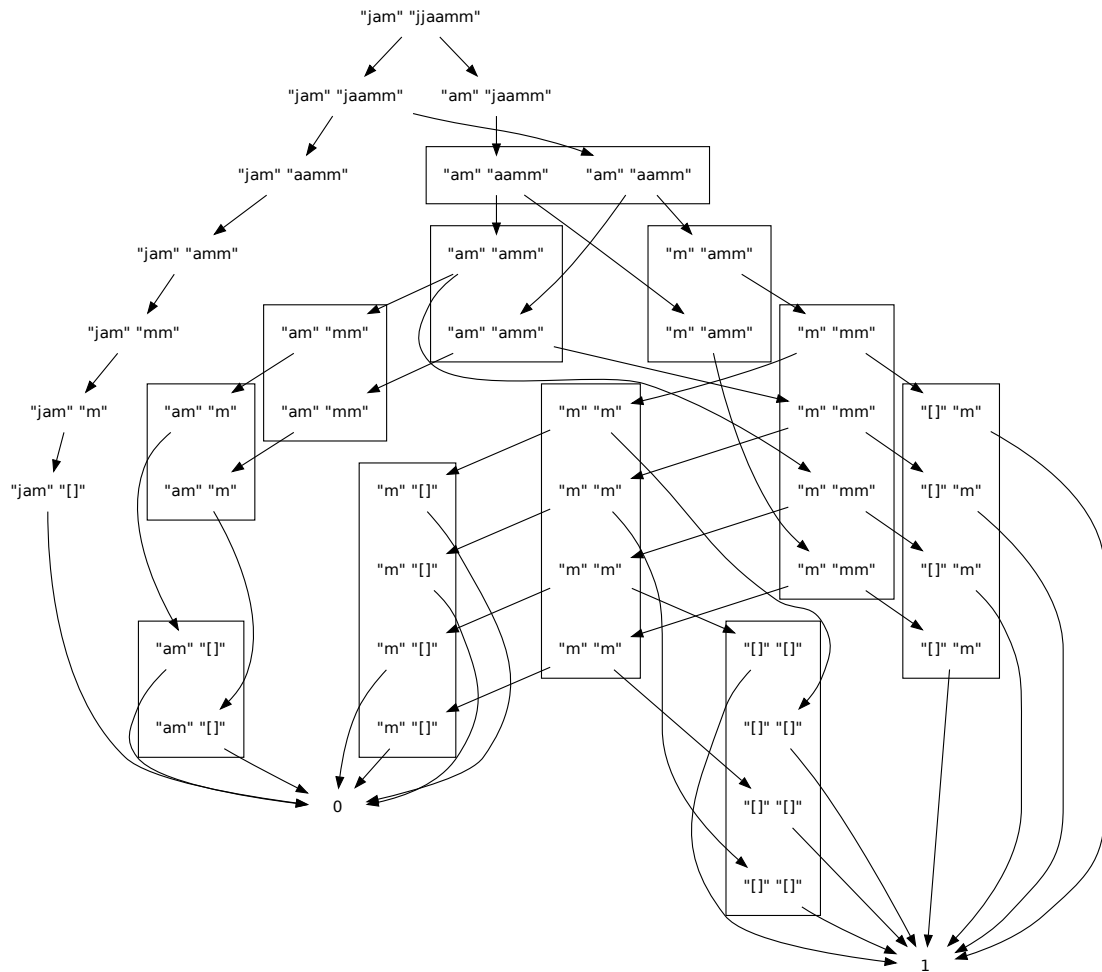 "jam" "jjaamm"
"jam" "jaamm" "am" "jaamm"
"jam" "aamm" "am" "aamm" "am" "aamm"
"jam" "amm" "am" "amm" "m" "amm"
"jam" "mm" "am" "mm" "am" "amm" "m" "amm" "m" "mm"
"jam" "m" "am" "m" "am" "mm" "m" "m" "m" "mm" "[]" "m"
"jam" "[]" "am" "m" "m" "[]" "m" "m" "m" "mm" "[]" "m"
"m" "[]" "m" "m" "m" "mm" "[]" "m"
"am" "[]" "m" "[]" "m" "m" "[]" "[]" "[]" "m"
"am" "[]" "m" "[]" "[]" "[]"
0 "[]" "[]"
"[]" "[]"
1